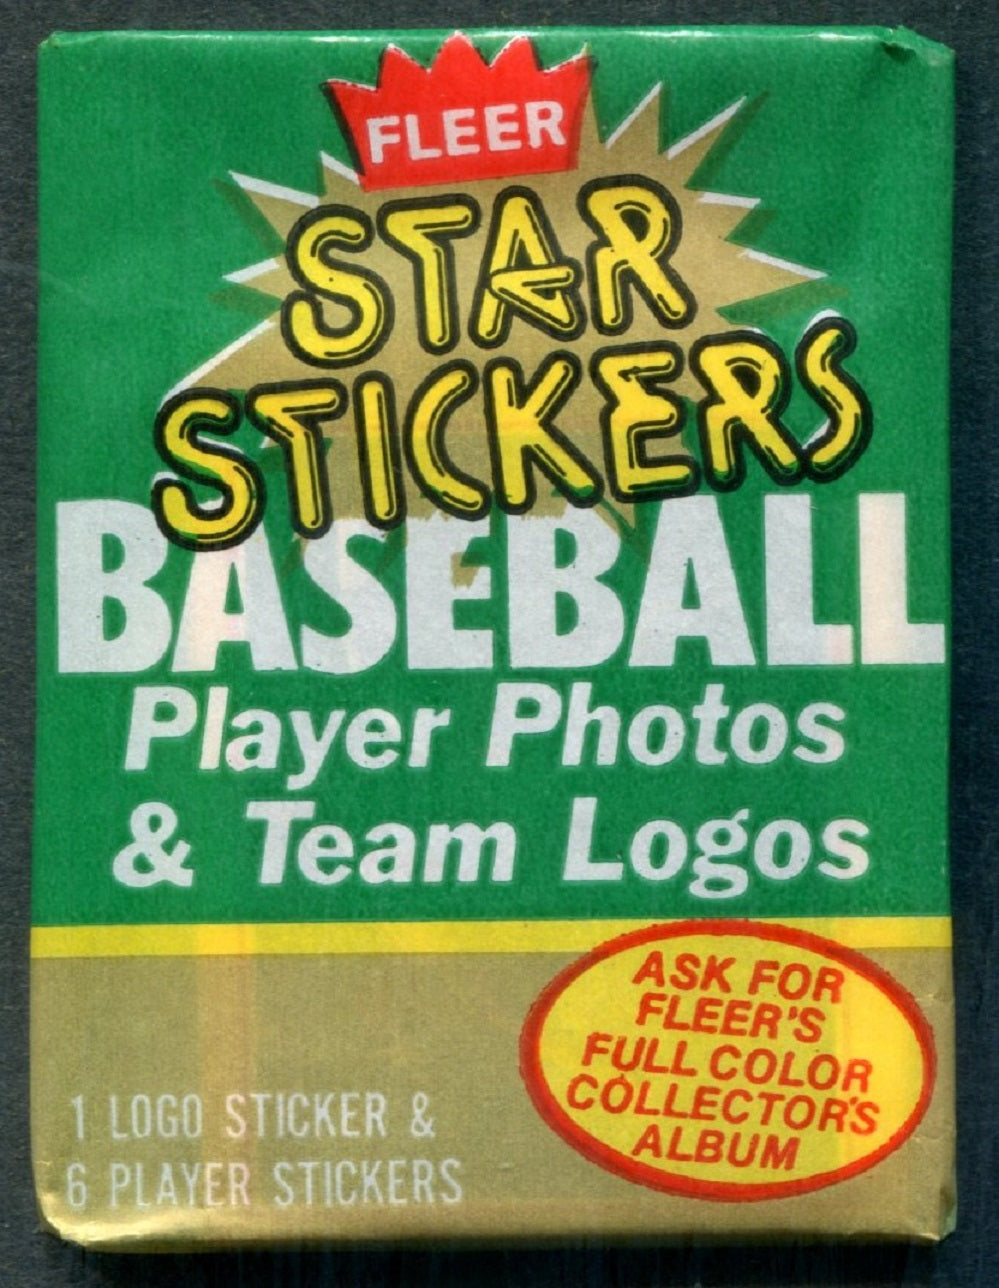 FLEER
STAR
STICKERS
BASEBALL
Player Photos
& Team Logos
ASK FOR
FLEER'S
FULL COLOR
COLLECTOR'S
ALBUM
1 LOGO STICKER &
6 PLAYER STICKERS